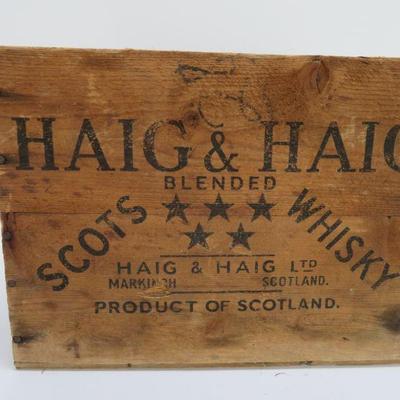 HAIG & HAIG
BLENDED
SCOTS ★★★ WHISKY
★★
HAIG & HAIG LTD
MARKINCH SCOTLAND.
PRODUCT OF SCOTLAND.